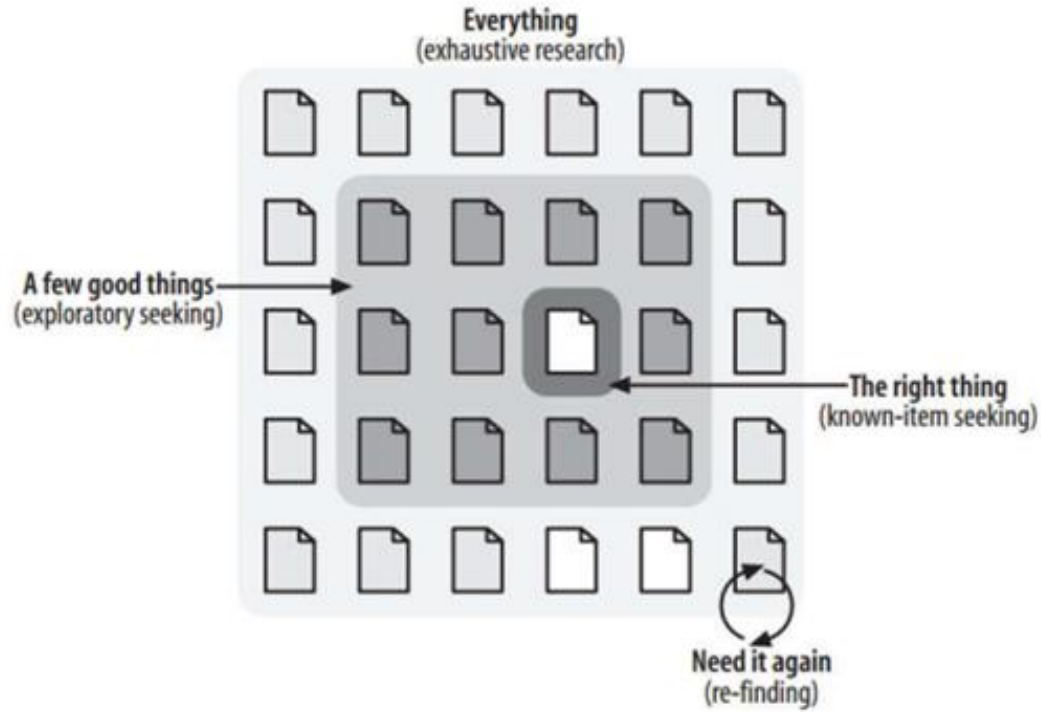 Everything
(exhaustive research)
A few good things
(exploratory seeking)
The right thing
(known-item seeking)
Need it again
(re-finding)